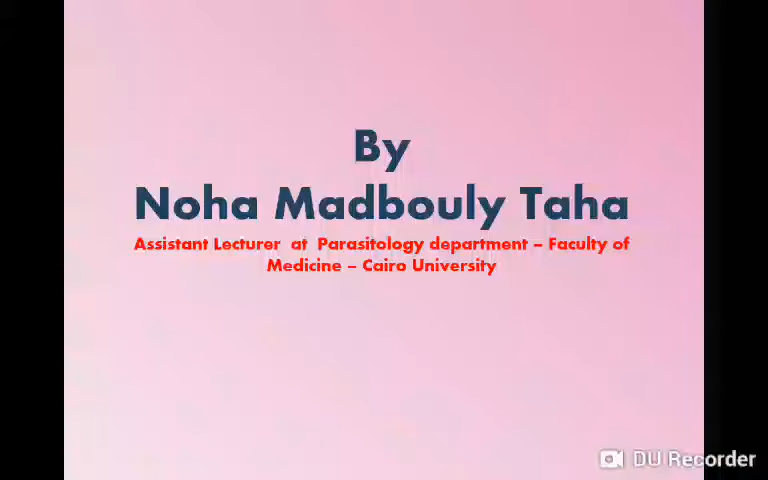 By
Noha Madbouly Taha
Assistant Lecturer at Parasitology department – Faculty of
Medicine – Cairo University
DU Recorder